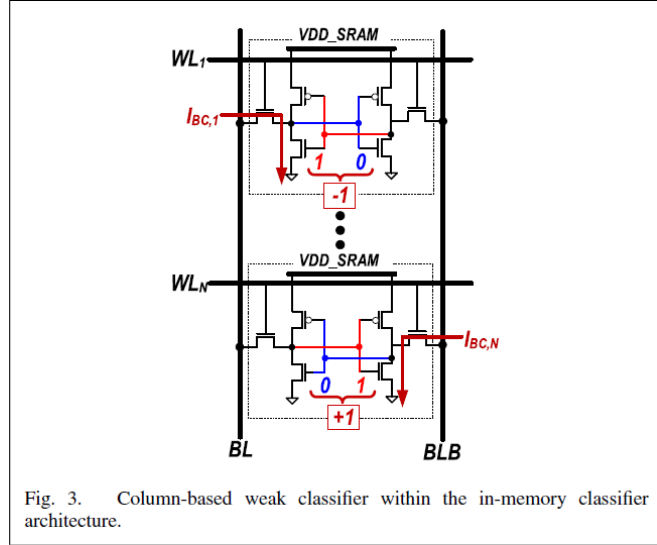 VDD_SRAM
WL1
IBC,1
1 0
-1
VDD_SRAM
WLN
IBC,N
0 1
+1
BL BLB
Fig. 3. Column-based weak classifier within the in-memory classifier
architecture.